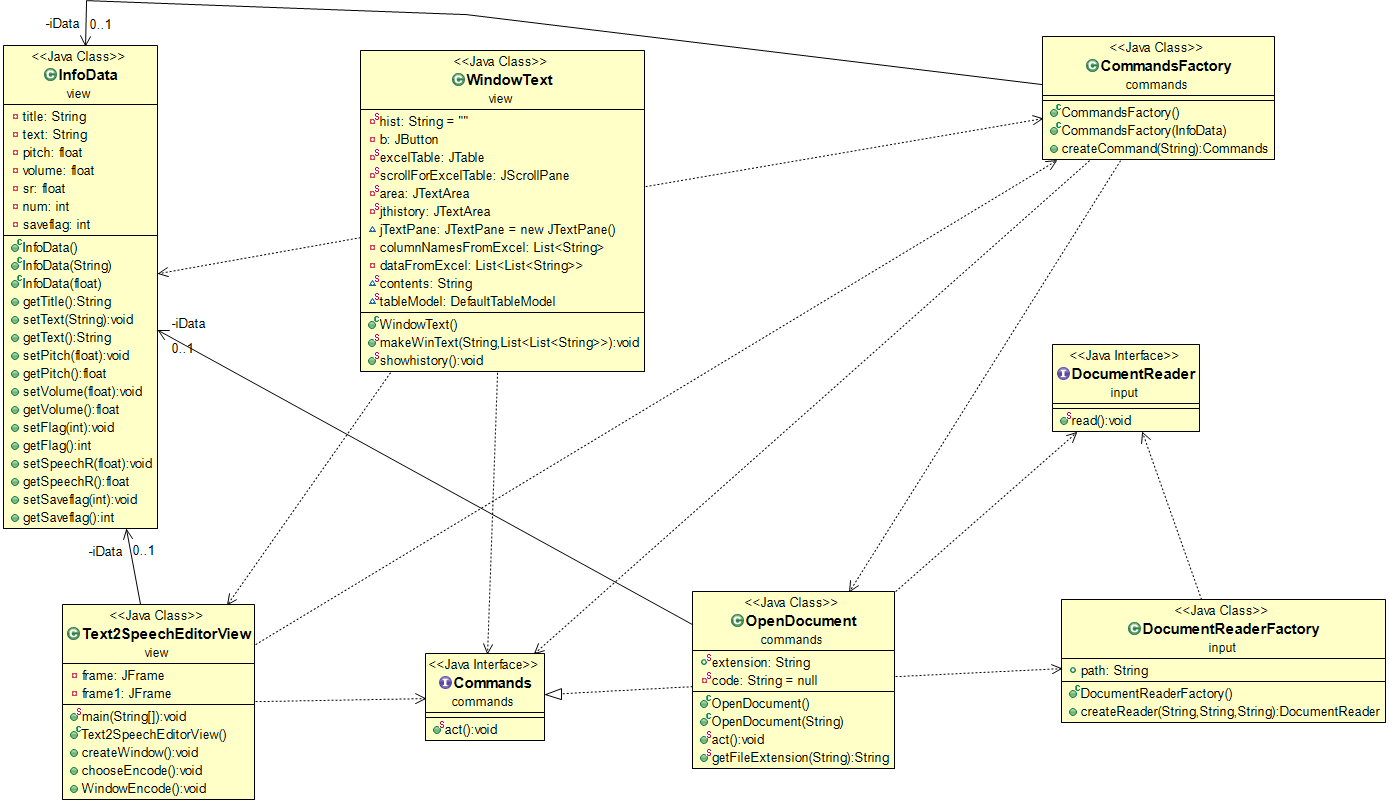 -iData 0..1
<<Java Class>>
InfoData
view
title: String
text: String
pitch: float
volume: float
sr: float
num: int
saveflag: int
InfoData()
InfoData(String)
InfoData(float)
getTitle():String
setText(String):void
getText():String
setPitch(float):void
getPitch():float
setVolume(float):void
getVolume():float
setFlag(int):void
getFlag():int
setSpeechR(float):void
getSpeechR():float
setSaveflag(int):void
getSaveflag():int
<<Java Class>>
WindowText
view
hist: String = ""
b: JButton
excelTable: JTable
scrollForExcelTable: JScrollPane
area: JTextArea
jthistory: JTextArea
jTextPane: JTextPane = new JTextPane()
columnNamesFromExcel: List<String>
dataFromExcel: List<List<String>>
contents: String
tableModel: DefaultTableModel
WindowText()
makeWinText(String,List<List<String>>):void
showhistory():void
<<Java Class>>
CommandsFactory
commands
CommandsFactory()
CommandsFactory(InfoData)
createCommand(String):Commands
-iData
0..1
<<Java Interface>>
DocumentReader
input
read():void
-iData 0..1
<<Java Class>>
Text2SpeechEditorView
view
frame: JFrame
frame1: JFrame
main(String[]):void
Text2SpeechEditorView()
createWindow():void
chooseEncode():void
WindowEncode():void
<<Java Interface>>
Commands
commands
act():void
<<Java Class>>
OpenDocument
commands
extension: String
code: String = null
OpenDocument()
OpenDocument(String)
act():void
getFileExtension(String):String
<<Java Class>>
DocumentReaderFactory
input
path: String
DocumentReaderFactory()
createReader(String,String,String):DocumentReader